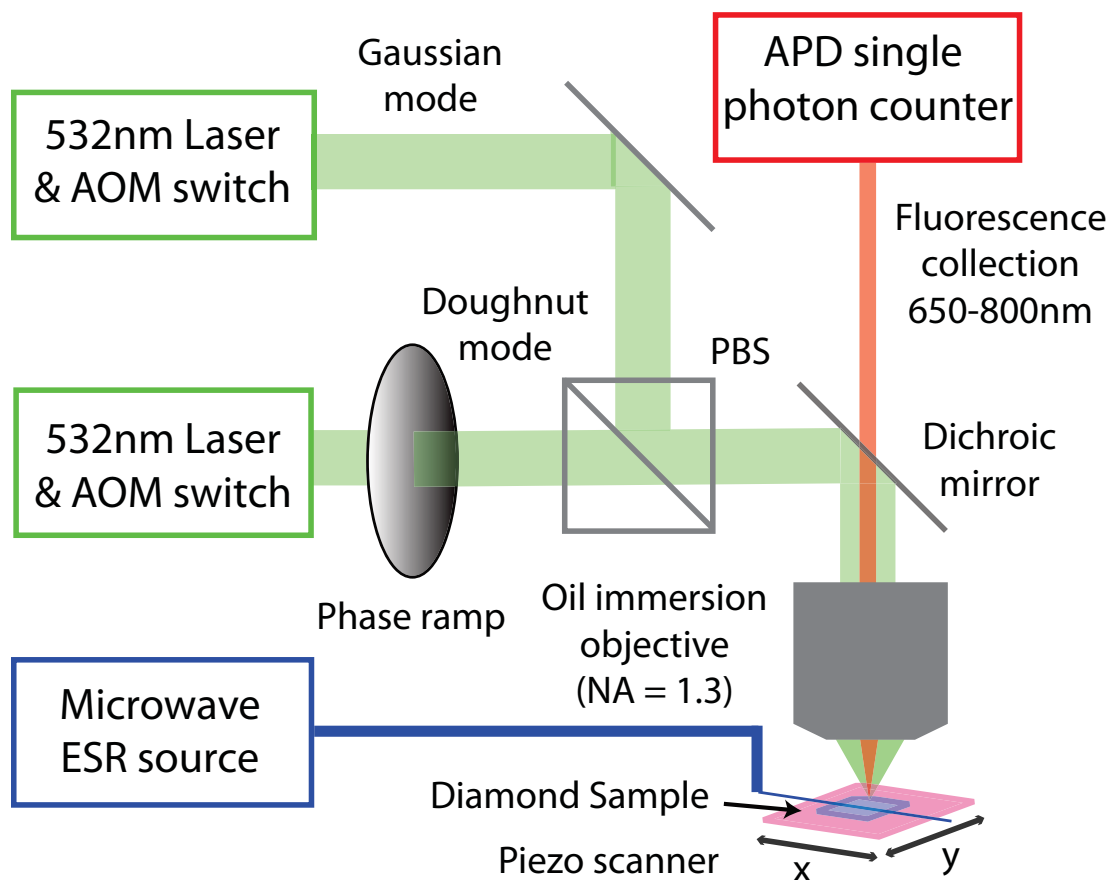 Gaussian
mode
532nm Laser
& AOM switch
APD single
photon counter
Fluorescence
collection
650-800nm
Doughnut
mode
PBS
532nm Laser
& AOM switch
Dichroic
mirror
Phase ramp
Oil immersion
objective
(NA = 1.3)
Microwave
ESR source
Diamond Sample
Piezo scanner
x
y